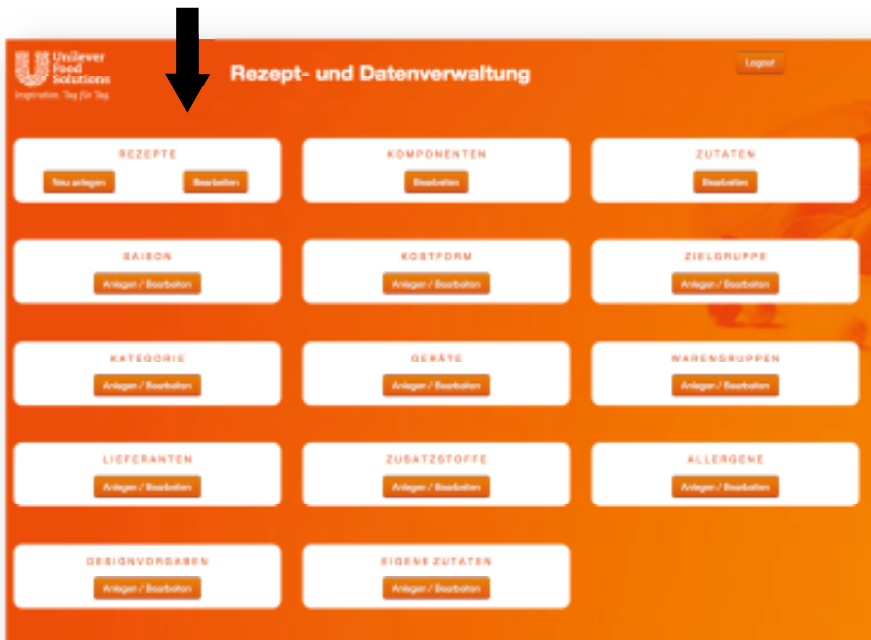 Unilever
Food
Solutions
Inspiration. Tag für Tag
Rezept- und Datenverwaltung
Logout
REZEPTE
Neu anlegen
Bearbeiten
KOMPONENTEN
Bearbeiten
ZUTATEN
Bearbeiten
SAISON
Anlegen / Bearbeiten
KOSTFORM
Anlegen / Bearbeiten
ZIELGRUPPE
Anlegen / Bearbeiten
KATEGORIE
Anlegen / Bearbeiten
GERÄTE
Anlegen / Bearbeiten
WARENGRUPPEN
Anlegen / Bearbeiten
LIEFERANTEN
Anlegen / Bearbeiten
ZUSATZSTOFFE
Anlegen / Bearbeiten
ALLERGENE
Anlegen / Bearbeiten
DESIGNVORGABEN
Anlegen / Bearbeiten
EIGENE ZUTATEN
Anlegen / Bearbeiten